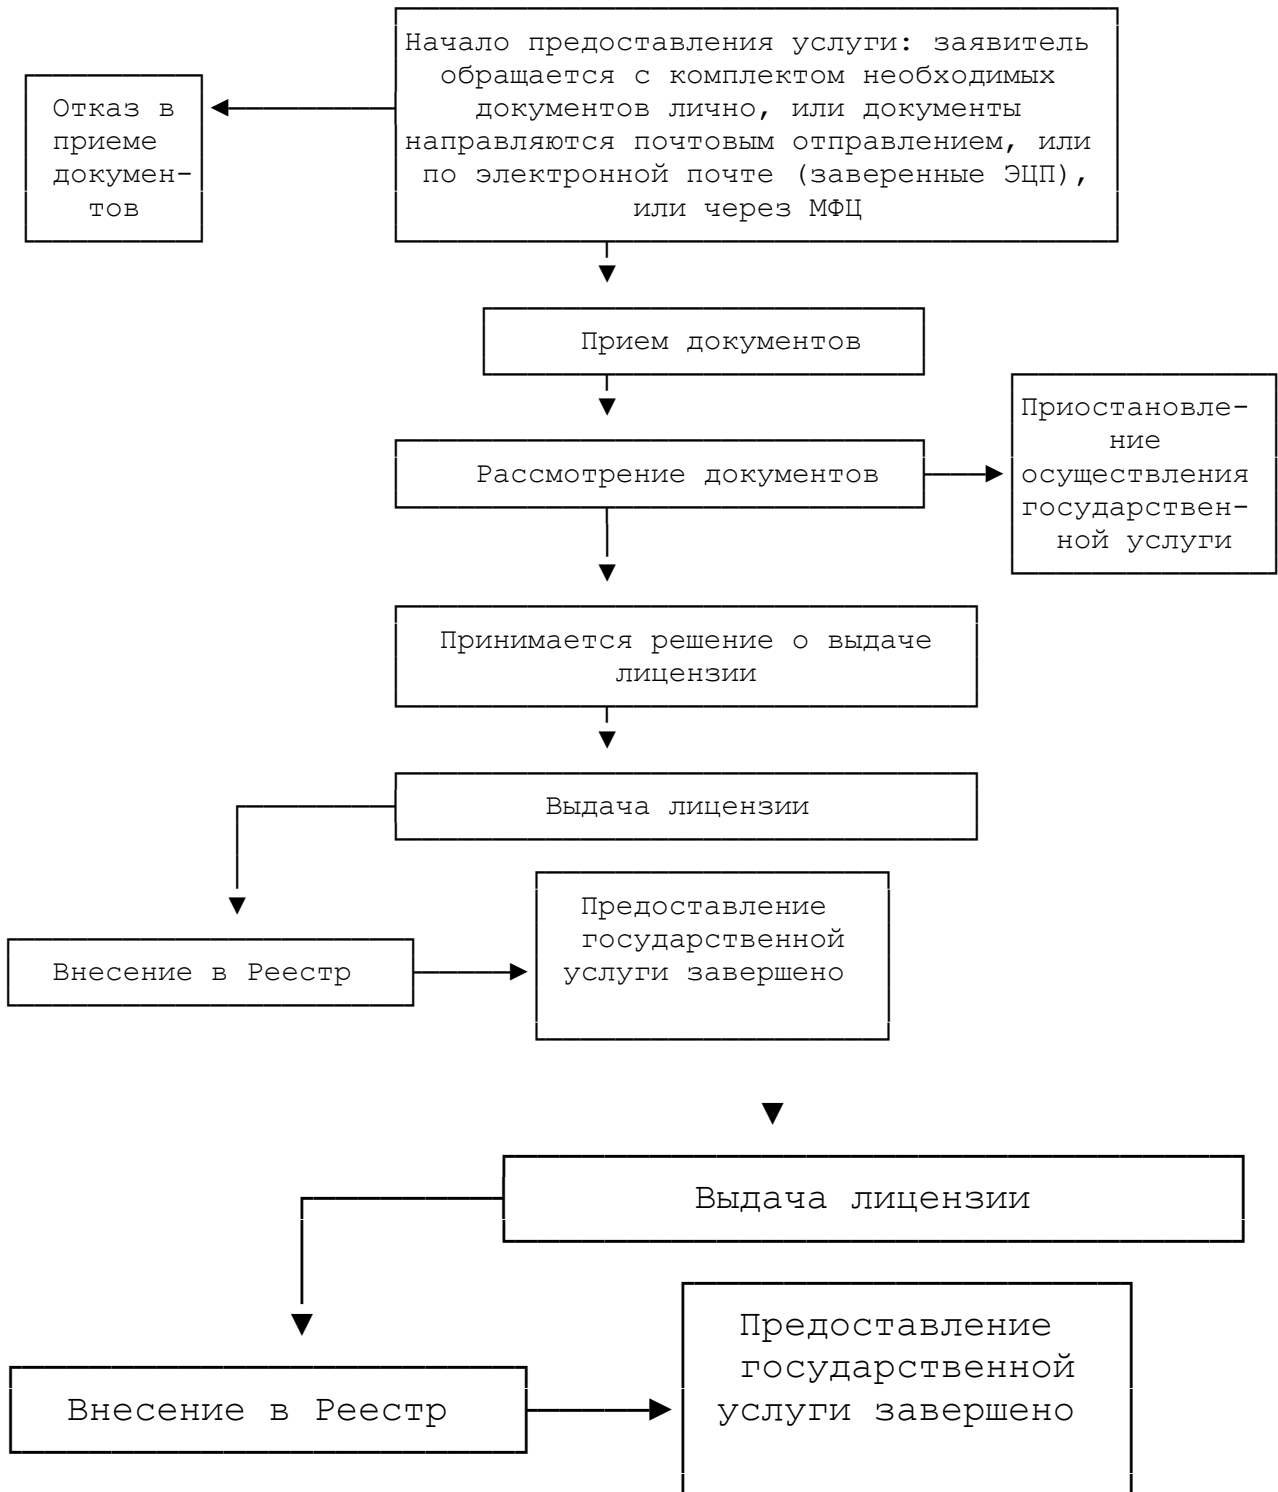 Начало предоставления услуги: заявитель
обращается с комплектом необходимых
документов лично, или документы
направляются почтовым отправлением, или
по электронной почте (заверенные ЭЦП),
или через МФЦ
Отказ в
приеме
докумен-
тов
Прием документов
Рассмотрение документов
Приостановле-
ние
осуществления
государствен-
ной услуги
Принимается решение о выдаче
лицензии
Выдача лицензии
Внесение в Реестр
Предоставление
государственной
услуги завершено
Выдача лицензии
Внесение в Реестр
Предоставление
государственной
услуги завершено